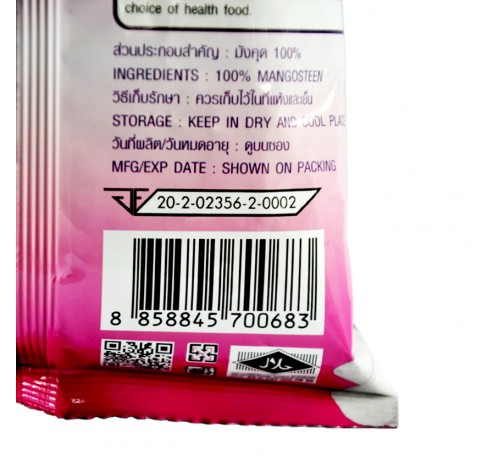 choice of health food.
ส่วนประกอบสำคัญ : มังคุด 100%
INGREDIENTS : 100% MANGOSTEEN
วิธีเก็บรักษา : ควรเก็บไว้ในที่แห้งและเย็น
STORAGE : KEEP IN DRY AND COOL PLACE
วันที่ผลิต/วันหมดอายุ : ดูบนซอง
MFG/EXP DATE : SHOWN ON PACKING
20-2-02356-2-0002
8 858845 700683
حلال